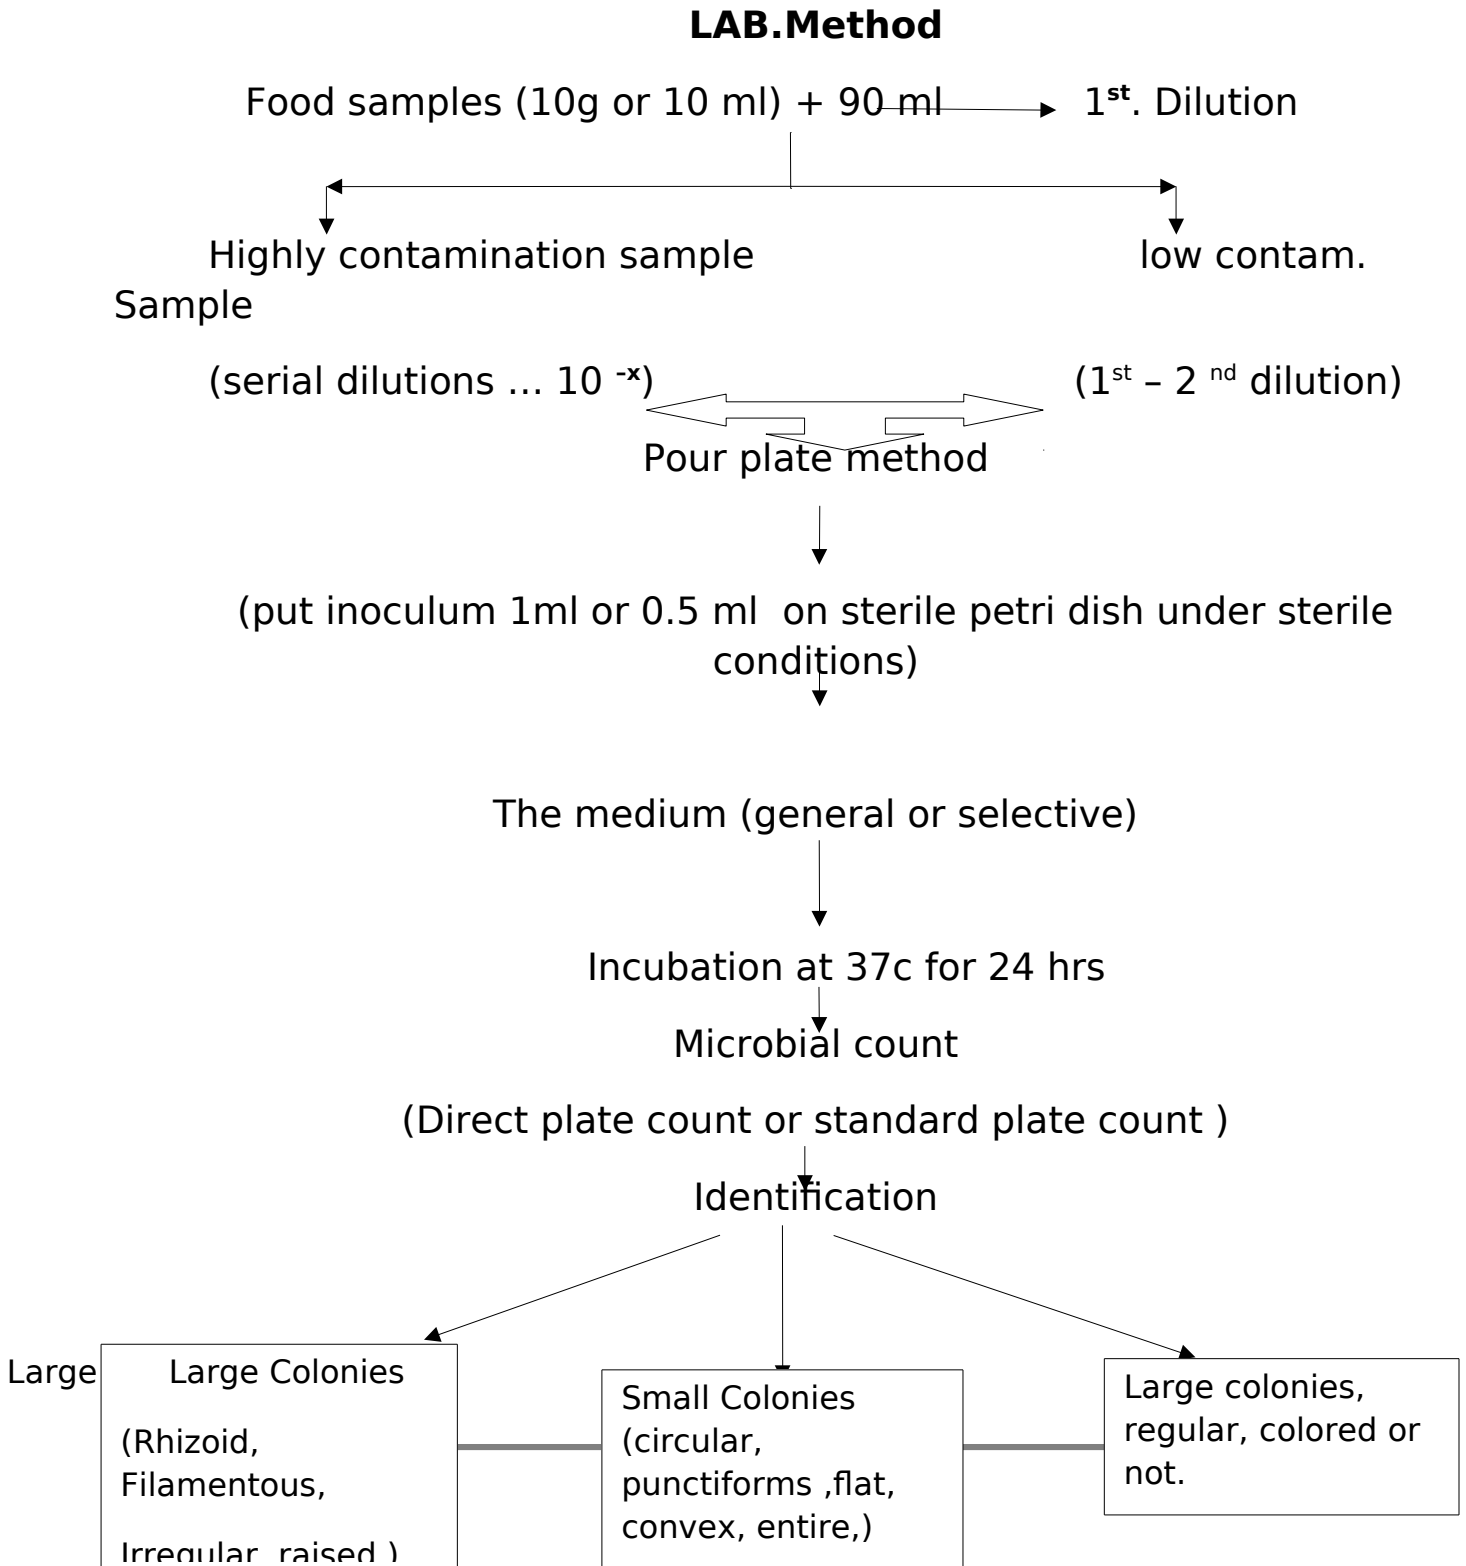 LAB.Method
Food samples (10g or 10 ml) + 90 ml 1st. Dilution
Highly contamination sample low contam.
Sample
(serial dilutions ... 10 -x) (1st – 2 nd dilution)
Pour plate method
(put inoculum 1ml or 0.5 ml on sterile petri dish under sterile
conditions)
The medium (general or selective)
Incubation at 37c for 24 hrs
Microbial count
(Direct plate count or standard plate count )
Identification
Large
Large Colonies
(Rhizoid,
Filamentous,
Irregular, raised )
Small Colonies
(circular,
punctiforms ,flat,
convex, entire,)
Large colonies,
regular, colored or
not.